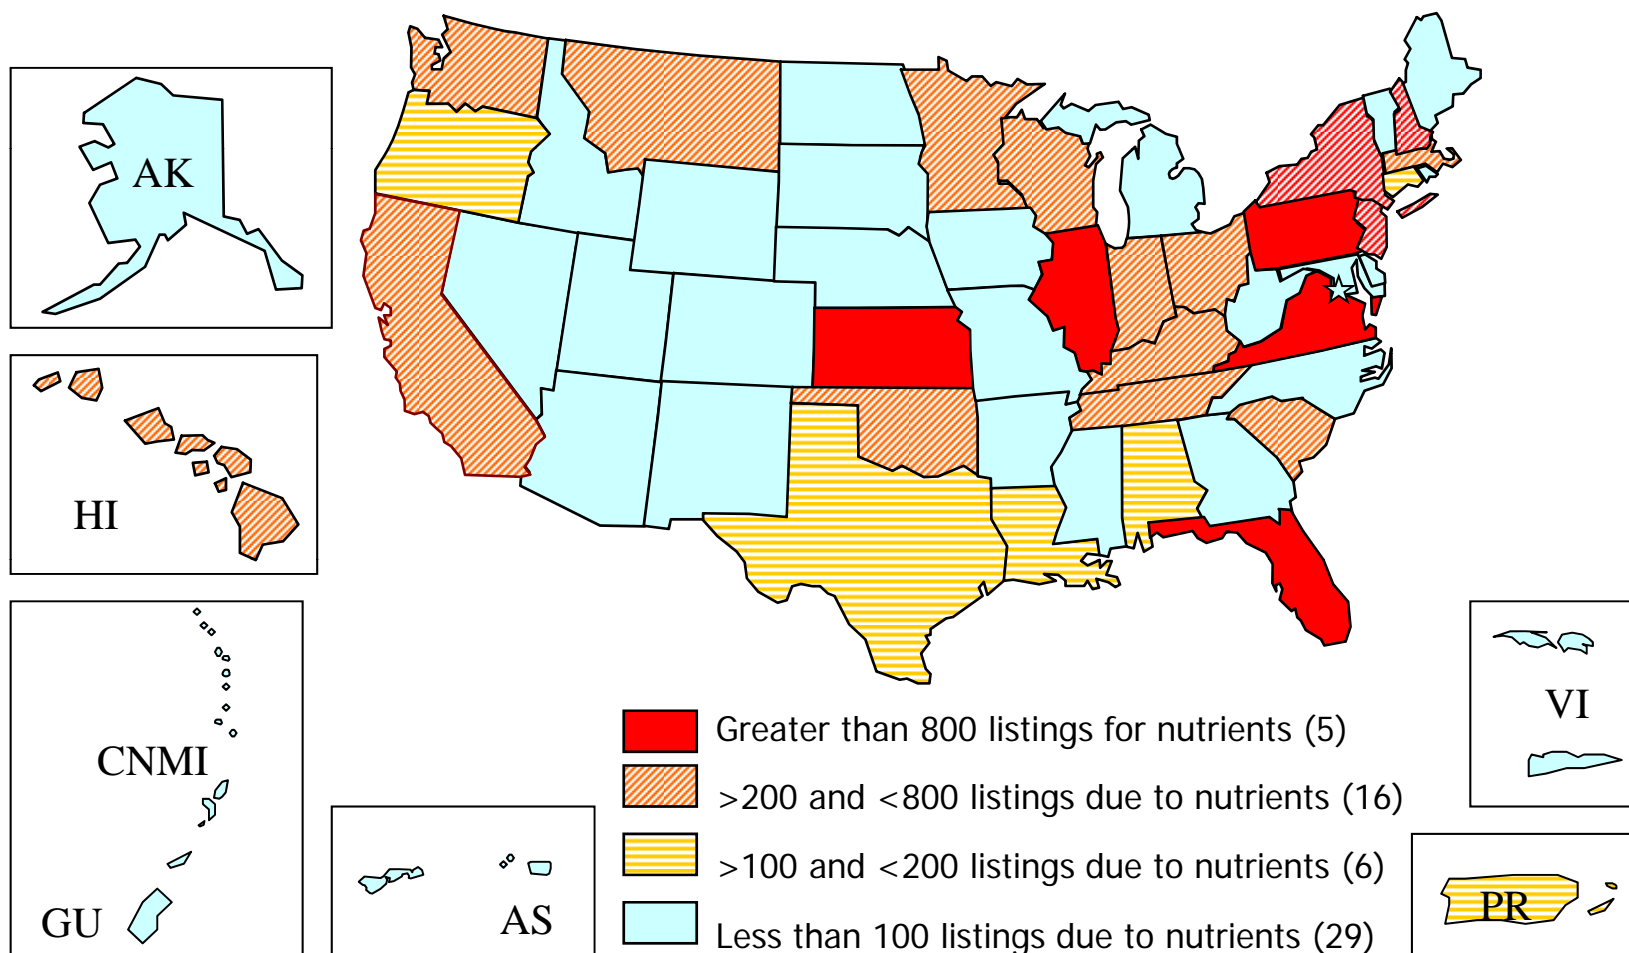 AK
HI
CNMI
GU
AS
VI
PR
Greater than 800 listings for nutrients (5)
>200 and <800 listings due to nutrients (16)
>100 and <200 listings due to nutrients (6)
Less than 100 listings due to nutrients (29)